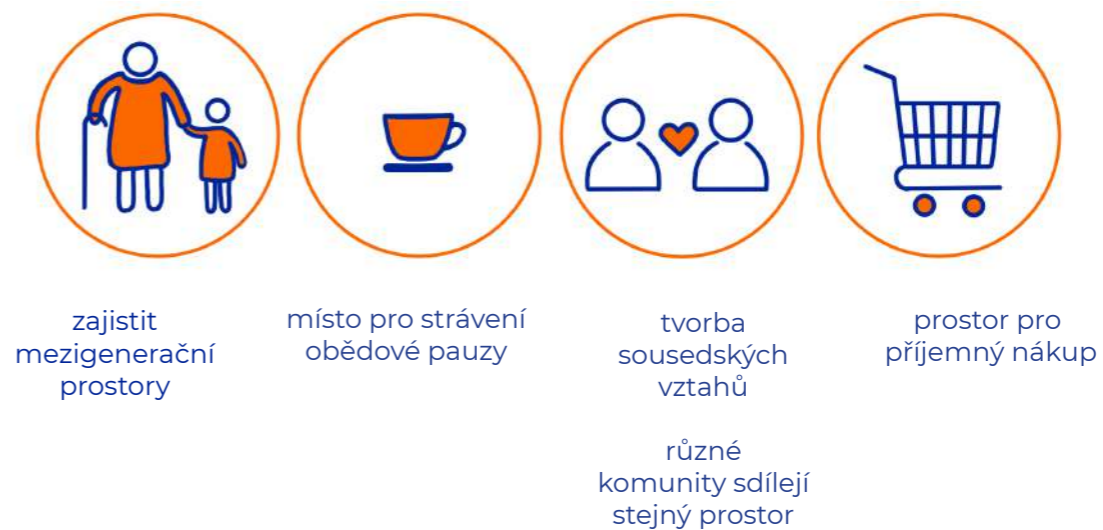 zajistit
mezigenerační
prostory
místo pro strávení
obědové pauzy
tvorba
sousedských
vztahů
různé
komunity sdílejí
stejný prostor
prostor pro
příjemný nákup